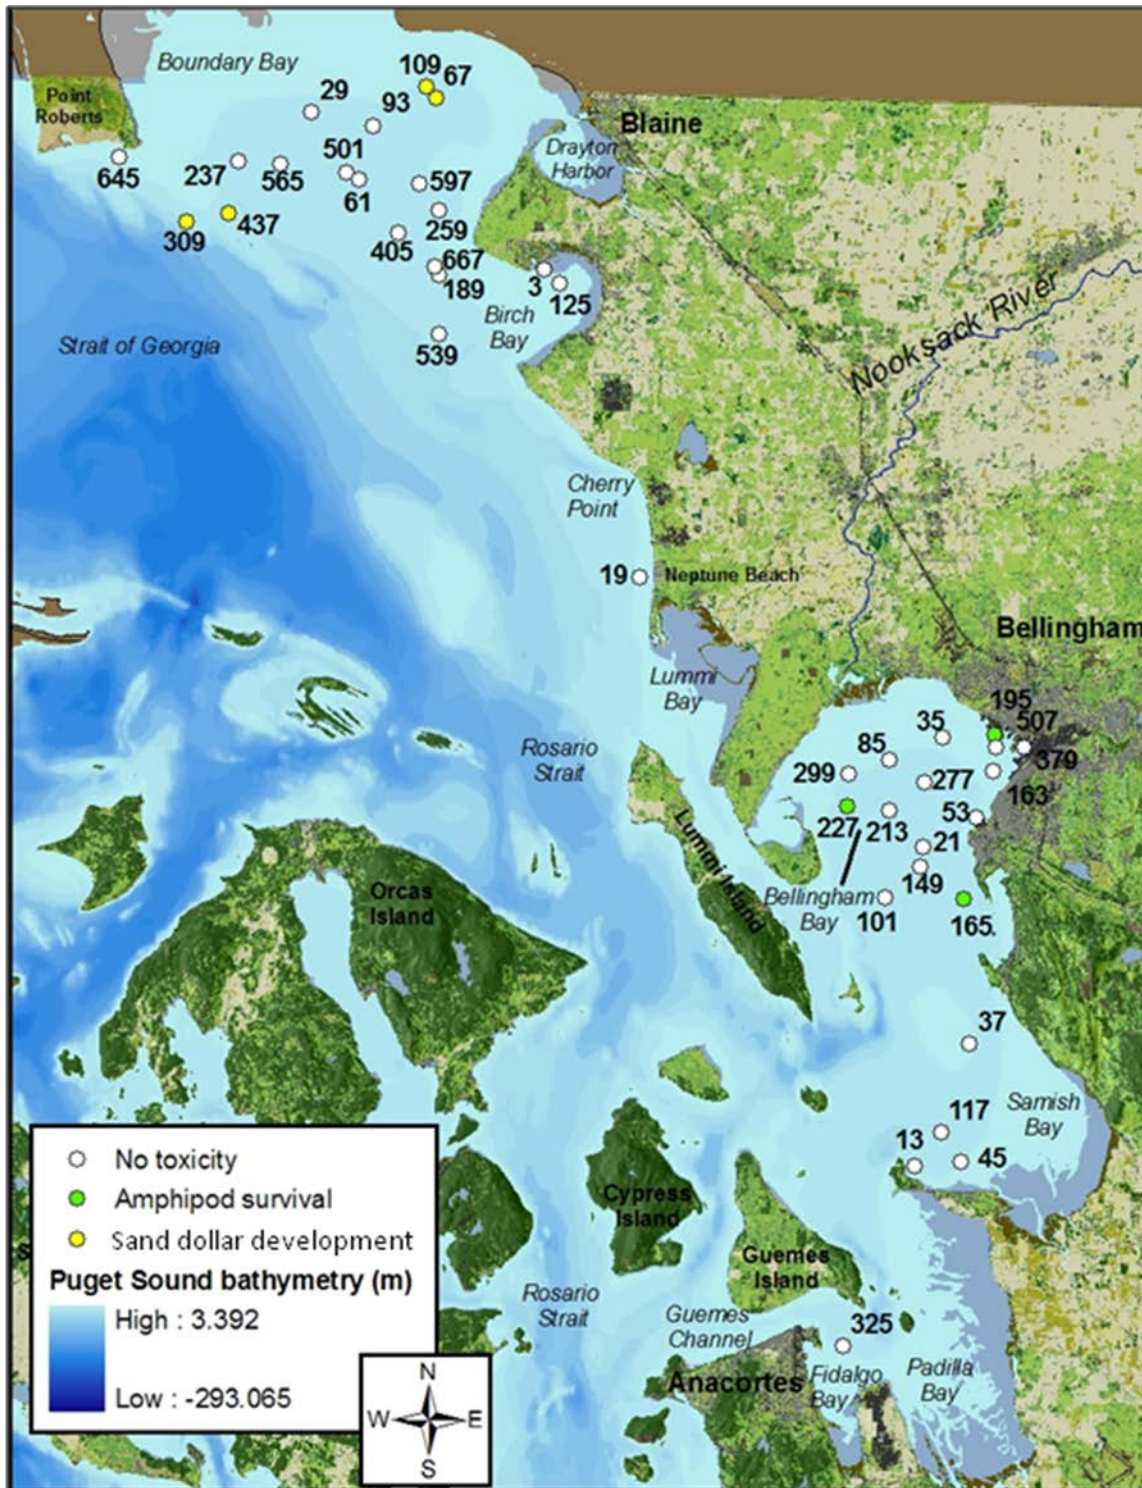 Boundary Bay
Point
Roberts
109
67
29
93
Blaine
Drayton
Harbor
501
645
237
565
61
597
309
437
405
259
667
189
3
125
Birch
Bay
539
Strait of Georgia
Nooksack River
Cherry
Point
19
Neptune Beach
Bellingham
Lummi
Bay
195
507
35
379
85
299
277
163
53
227
213
21
149
Rosario
Strait
Lummi Island
Bellingham
Bay
101
165
Orcas
Island
37
Samish
Bay
117
13
45
Cypress
Island
Guemes
Island
Rosario
Strait
Guemes
Channel
325
Anacortes
Fidalgo
Bay
Padilla
Bay
S
No toxicity
Amphipod survival
Sand dollar development
Puget Sound bathymetry (m)
High : 3.392
Low : -293.065
N
W
E
S